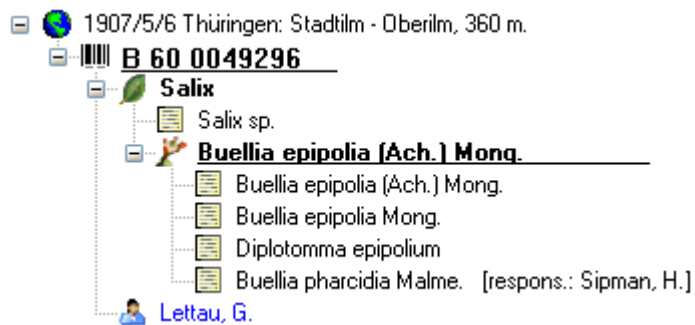 1907/5/6 Thüringen: Stadtilm - Oberilm, 360 m.
B 60 0049296
Salix
Salix sp.
Buellia epipolia (Ach.) Mong.
Buellia epipolia (Ach.) Mong.
Buellia epipolia Mong.
Diplotomma epipolium
Buellia pharcidia Malme. [respons.: Sipman, H.]
Lettau, G.